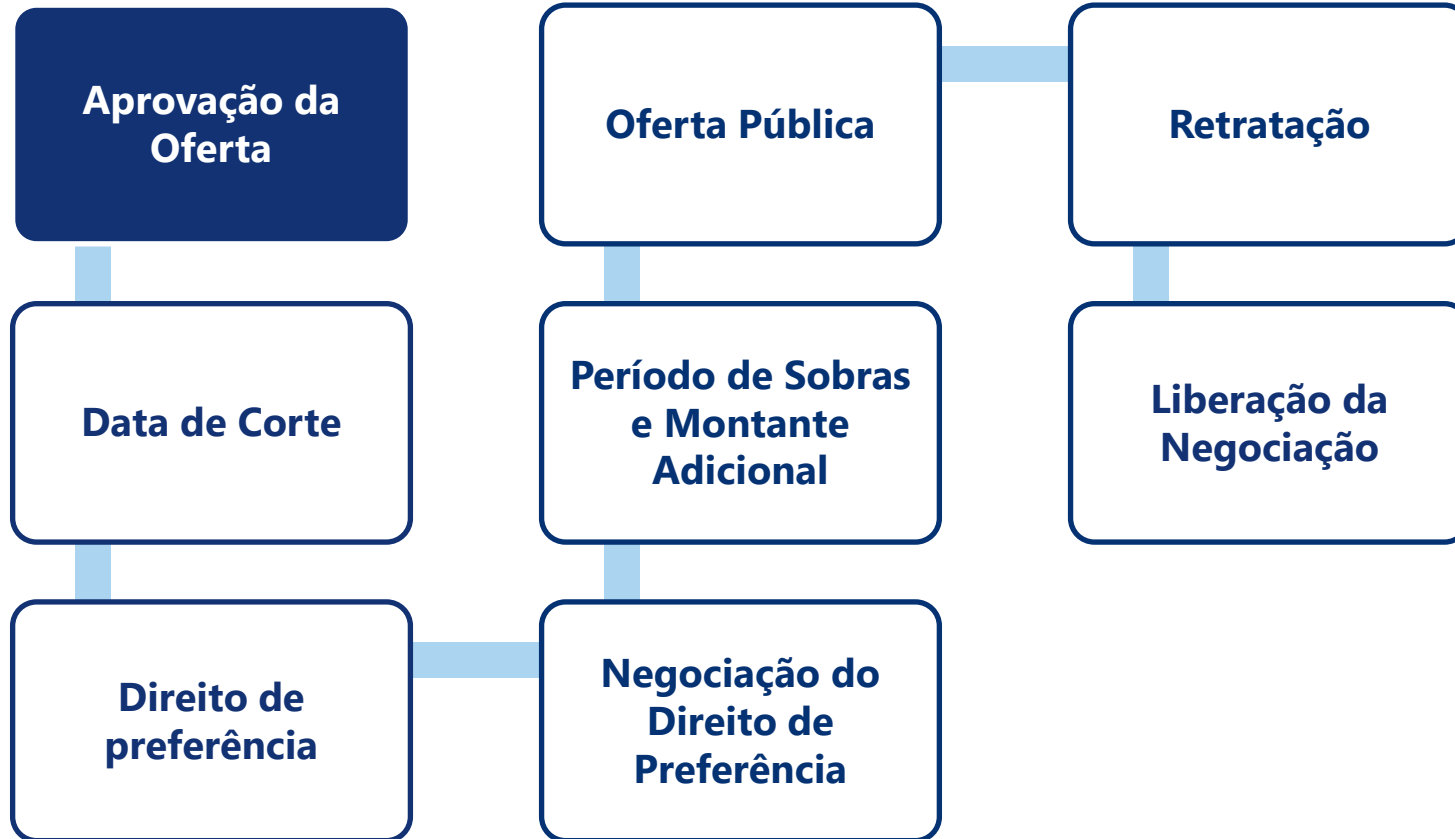 Aprovação da
Oferta
Data de Corte
Direito de
preferência
Negociação do
Direito de
Preferência
Período de Sobras
e Montante
Adicional
Oferta Pública
Retratação
Liberação da
Negociação